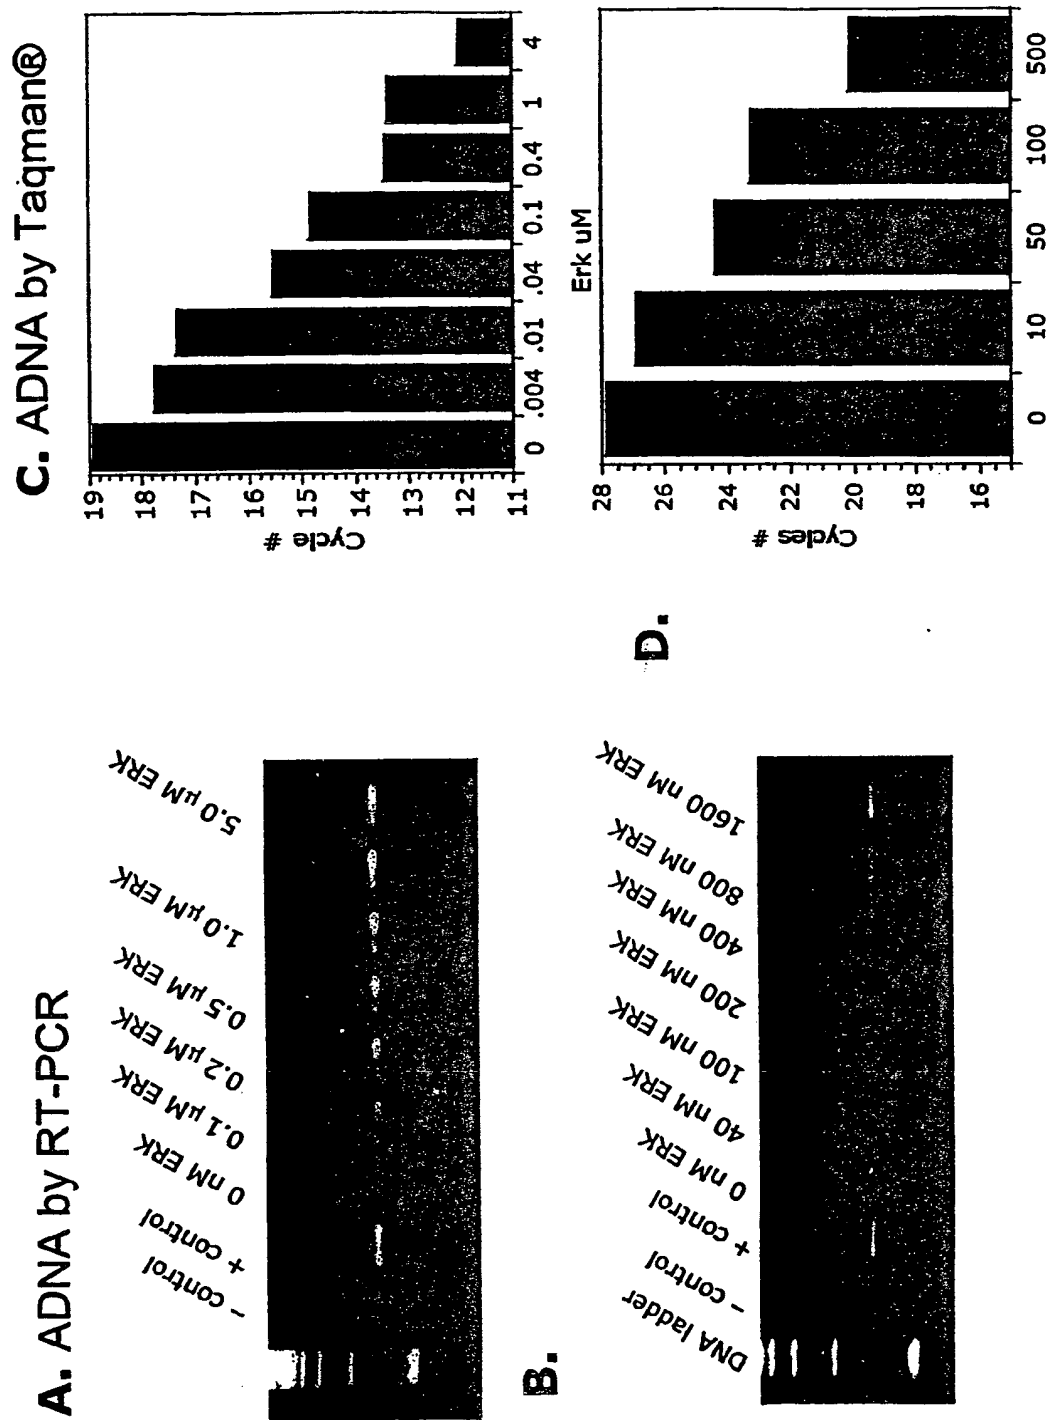 A. ADNA by RT-PCR
− control
+ control
0 nM ERK
0.1 µM ERK
0.2 µM ERK
0.5 µM ERK
1.0 µM ERK
5.0 µM ERK
B.
DNA ladder
− control
+ control
0 nM ERK
40 nM ERK
100 nM ERK
200 nM ERK
400 nM ERK
800 nM ERK
1600 nM ERK
C. ADNA by Taqman®
Cycle #
19
18
17
16
15
14
13
12
11
0 .004 .01 .04 0.1 0.4 1 4
Erk uM
D.
Cycles #
28
26
24
22
20
18
16
0 10 50 100 500